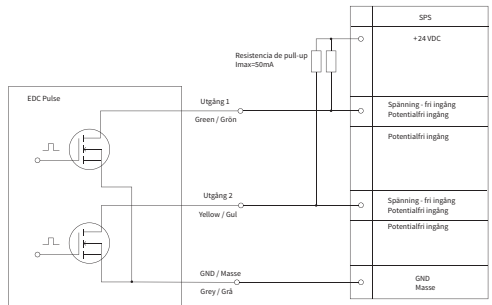 SPS
+24 VDC
Resistencia de pull-up
Imax=50mA
EDC Pulse
Utgång 1
Green / Grön
Spänning - fri ingång
Potentialfri ingång
Potentialfri ingång
Utgång 2
Yellow / Gul
Spänning - fri ingång
Potentialfri ingång
Potentialfri ingång
GND / Masse
Grey / Grå
GND
Masse